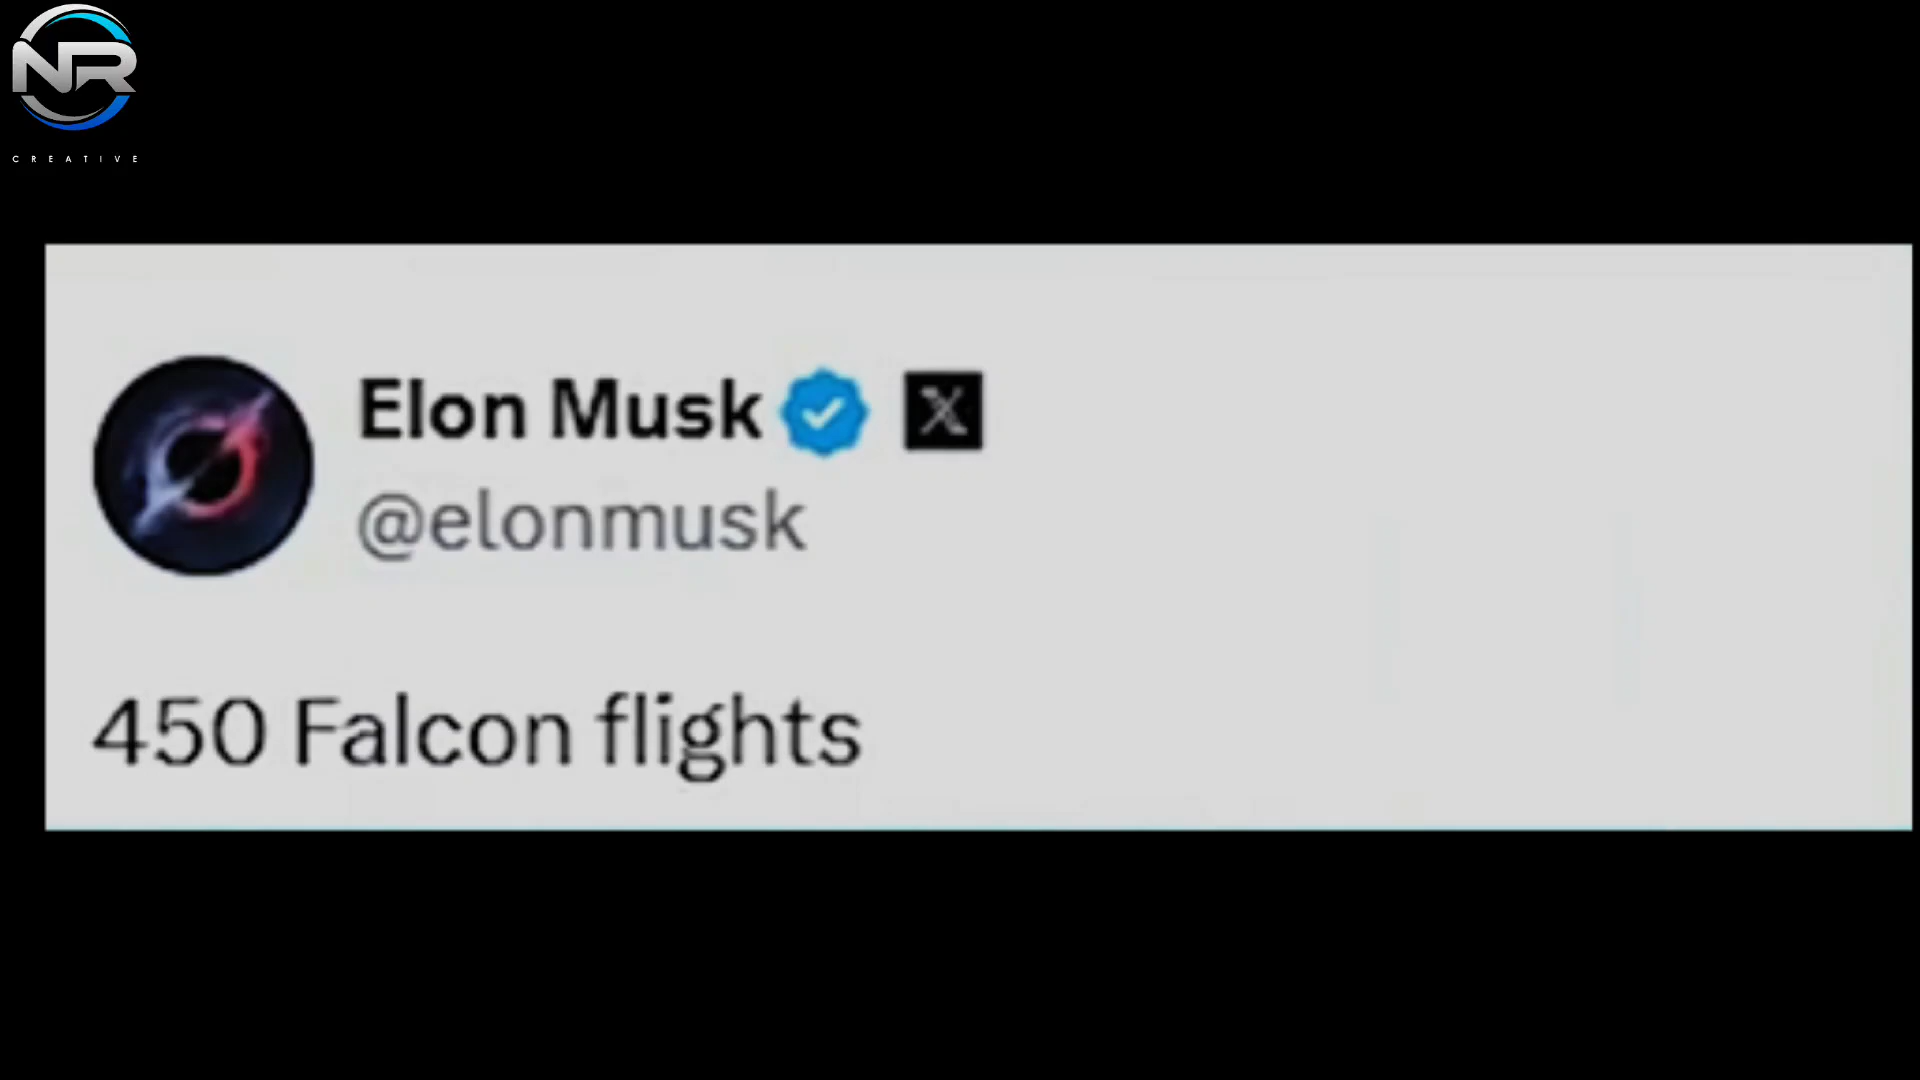 NR
CREATIVE
Elon Musk
@elonmusk
450 Falcon flights